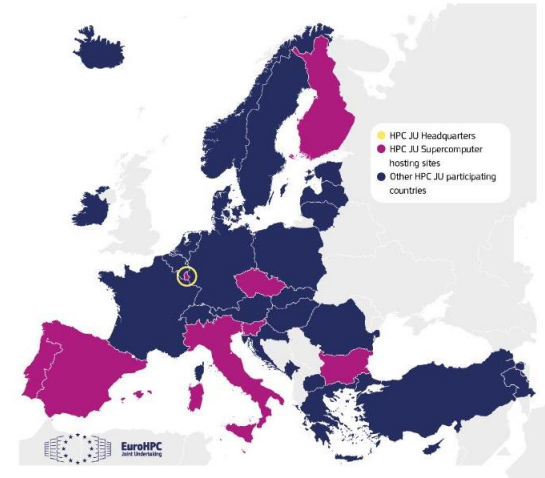 HPC JU Headquarters
HPC JU Supercomputer
hosting sites
Other HPC JU participating
countries
EuroHPC
Joint Undertaking